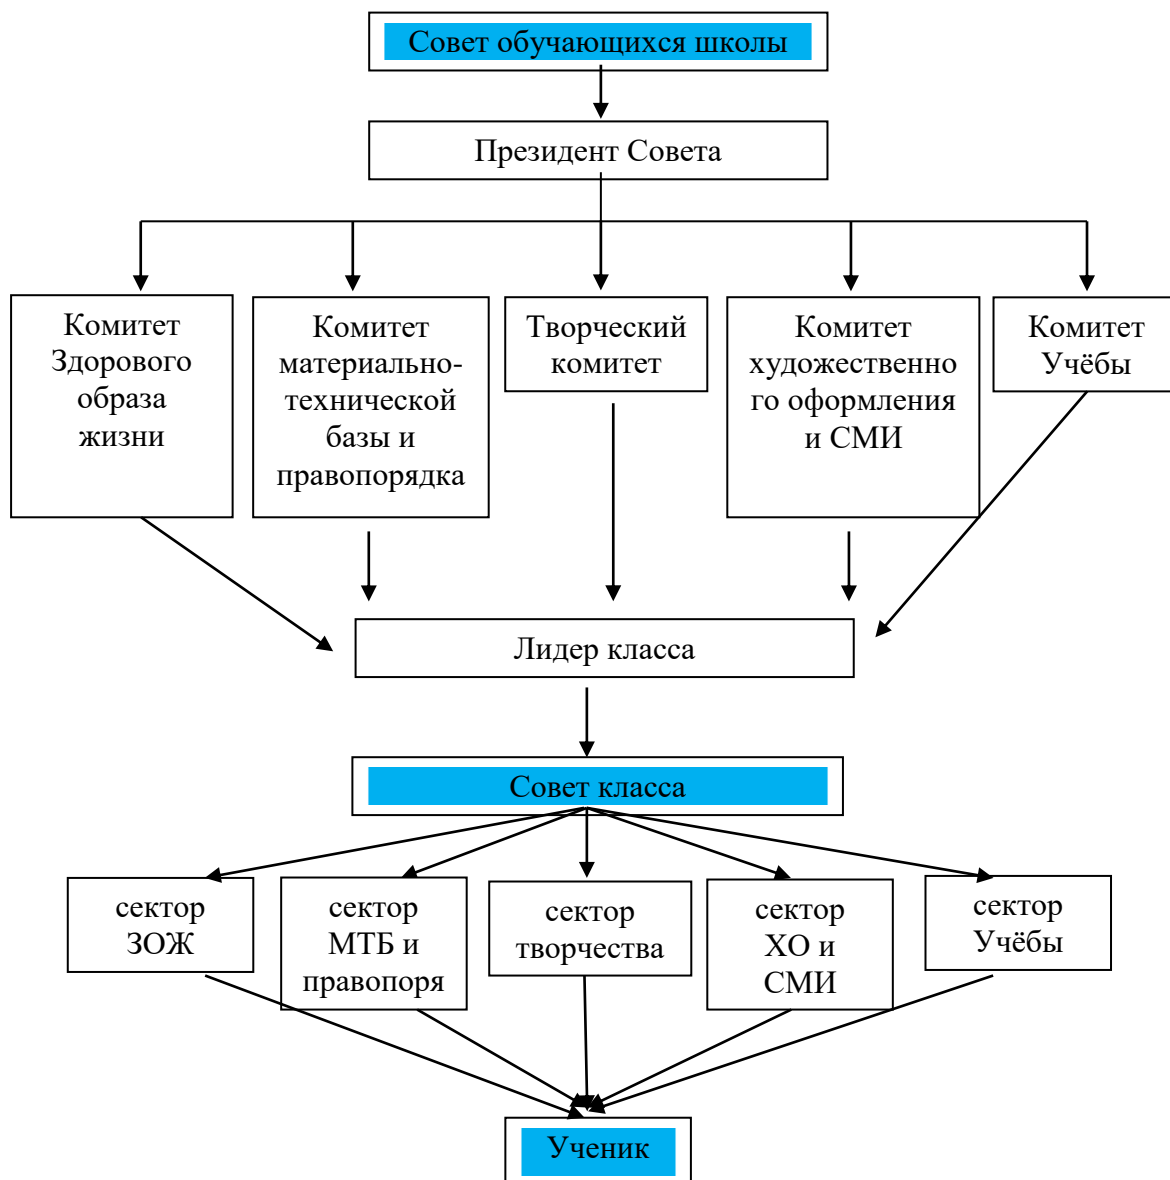 Совет обучающихся школы
Президент Совета
Комитет
Здорового
образа
жизни
Комитет
материально-
технической
базы и
правопорядка
Творческий
комитет
Комитет
художественно
го оформления
и СМИ
Комитет
Учёбы
Лидер класса
Совет класса
сектор
ЗОЖ
сектор
МТБ и
правопоря
сектор
творчества
сектор
ХО и
СМИ
сектор
Учёбы
Ученик